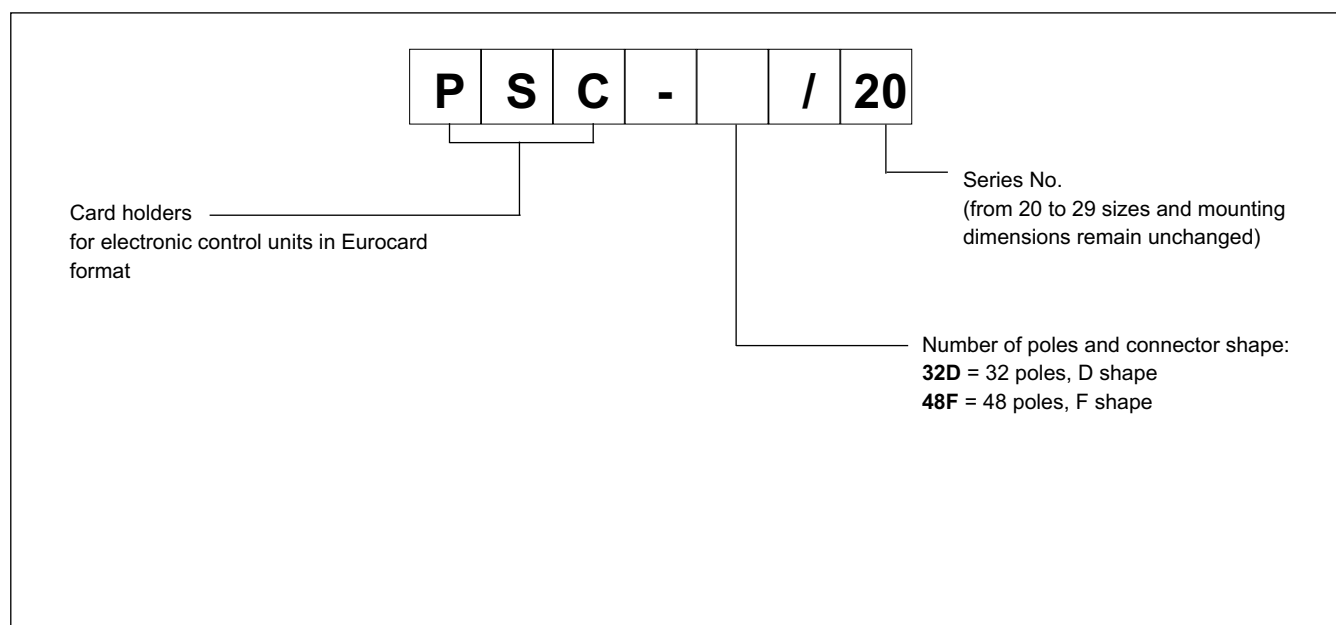 P S C - / 20
Series No.
(from 20 to 29 sizes and mounting
dimensions remain unchanged)
Card holders
for electronic control units in Eurocard
format
Number of poles and connector shape:
32D = 32 poles, D shape
48F = 48 poles, F shape